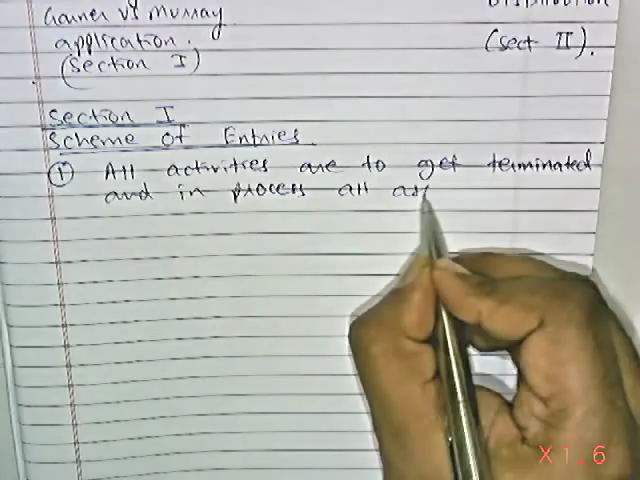 Garner vs Murray
application.
(Section I)
(Sect II).
Section I
Scheme of Entries
① All activities are to get terminated
and in process all ass
X1.6